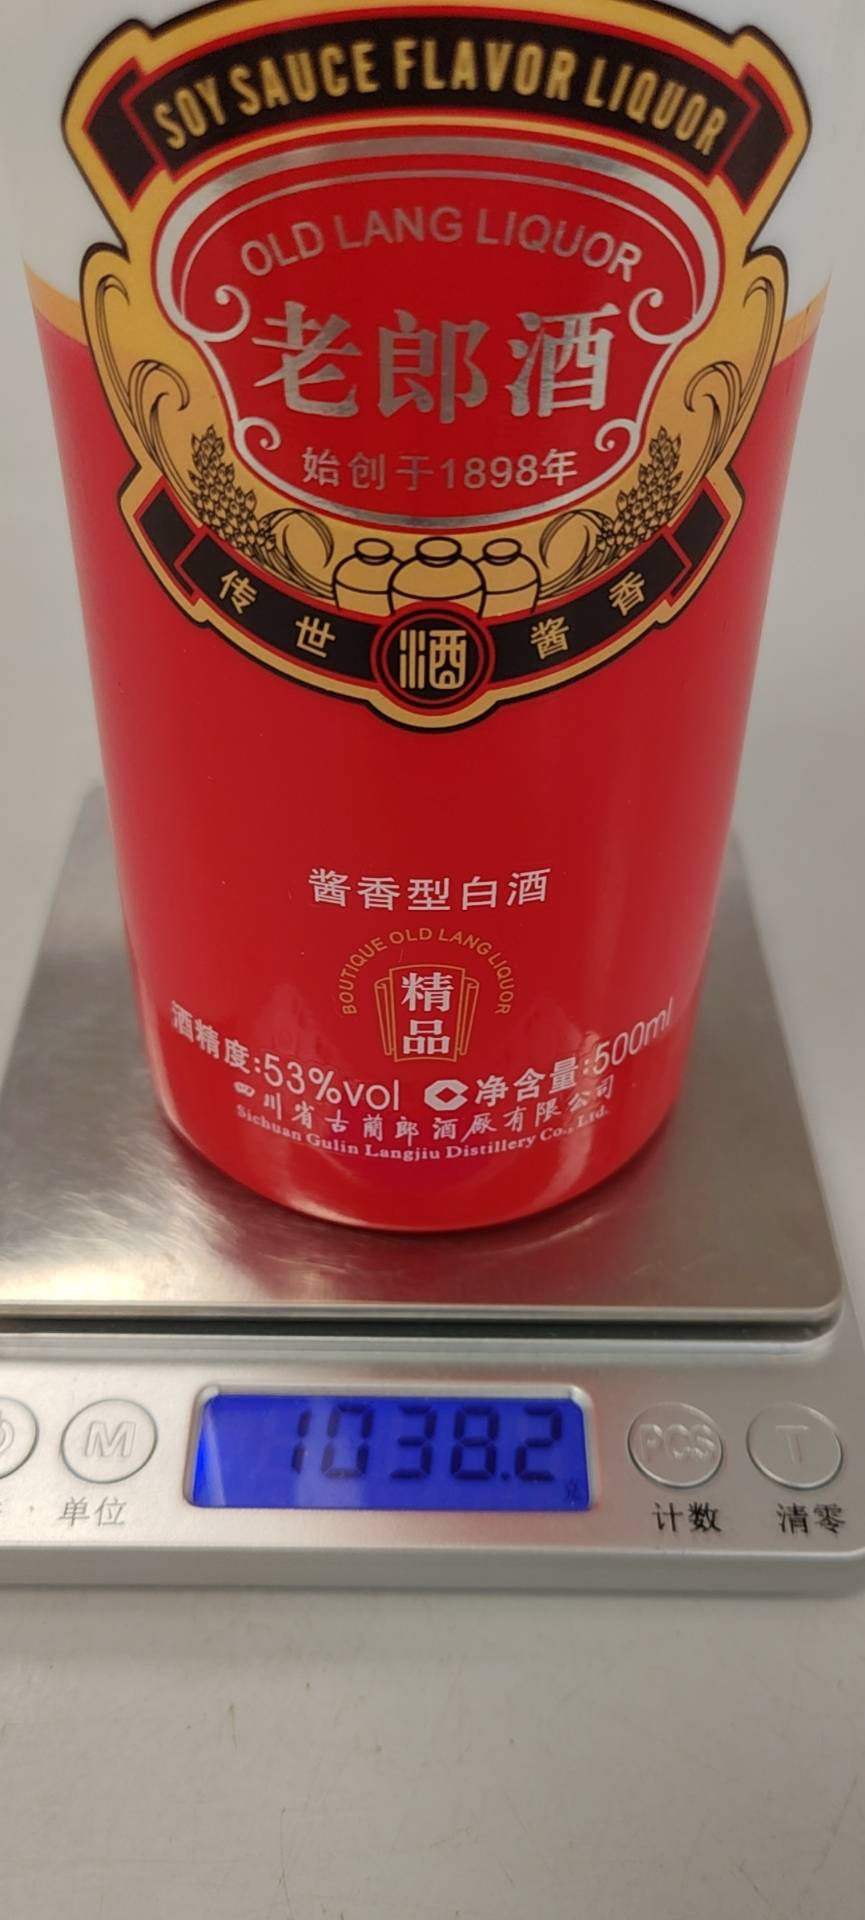 SOY SAUCE FLAVOR LIQUOR
OLD LANG LIQUOR
老郎酒
始创于1898年
传世 酒 酱香
酱香型白酒
BOUTIQUE OLD LANG LIQUOR
精品
酒精度:53%vol 净含量:500ml
四川省古蔺郎酒厰有限公司
Sichuan Gulin Langjiu Distillery Co., Ltd.
1038.2
M PCS T
单位 计数 清零